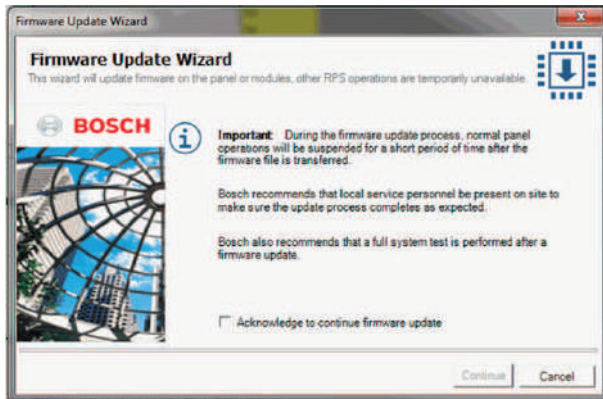 Firmware Update Wizard
Firmware Update Wizard
This wizard will update firmware on the panel or modules, other RPS operations are temporarily unavailable.
BOSCH
Important: During the firmware update process, normal panel
operations will be suspended for a short period of time after the
firmware file is transferred.
Bosch recommends that local service personnel be present on site to
make sure the update process completes as expected.
Bosch also recommends that a full system test is performed after a
firmware update.
Acknowledge to continue firmware update
Continue
Cancel